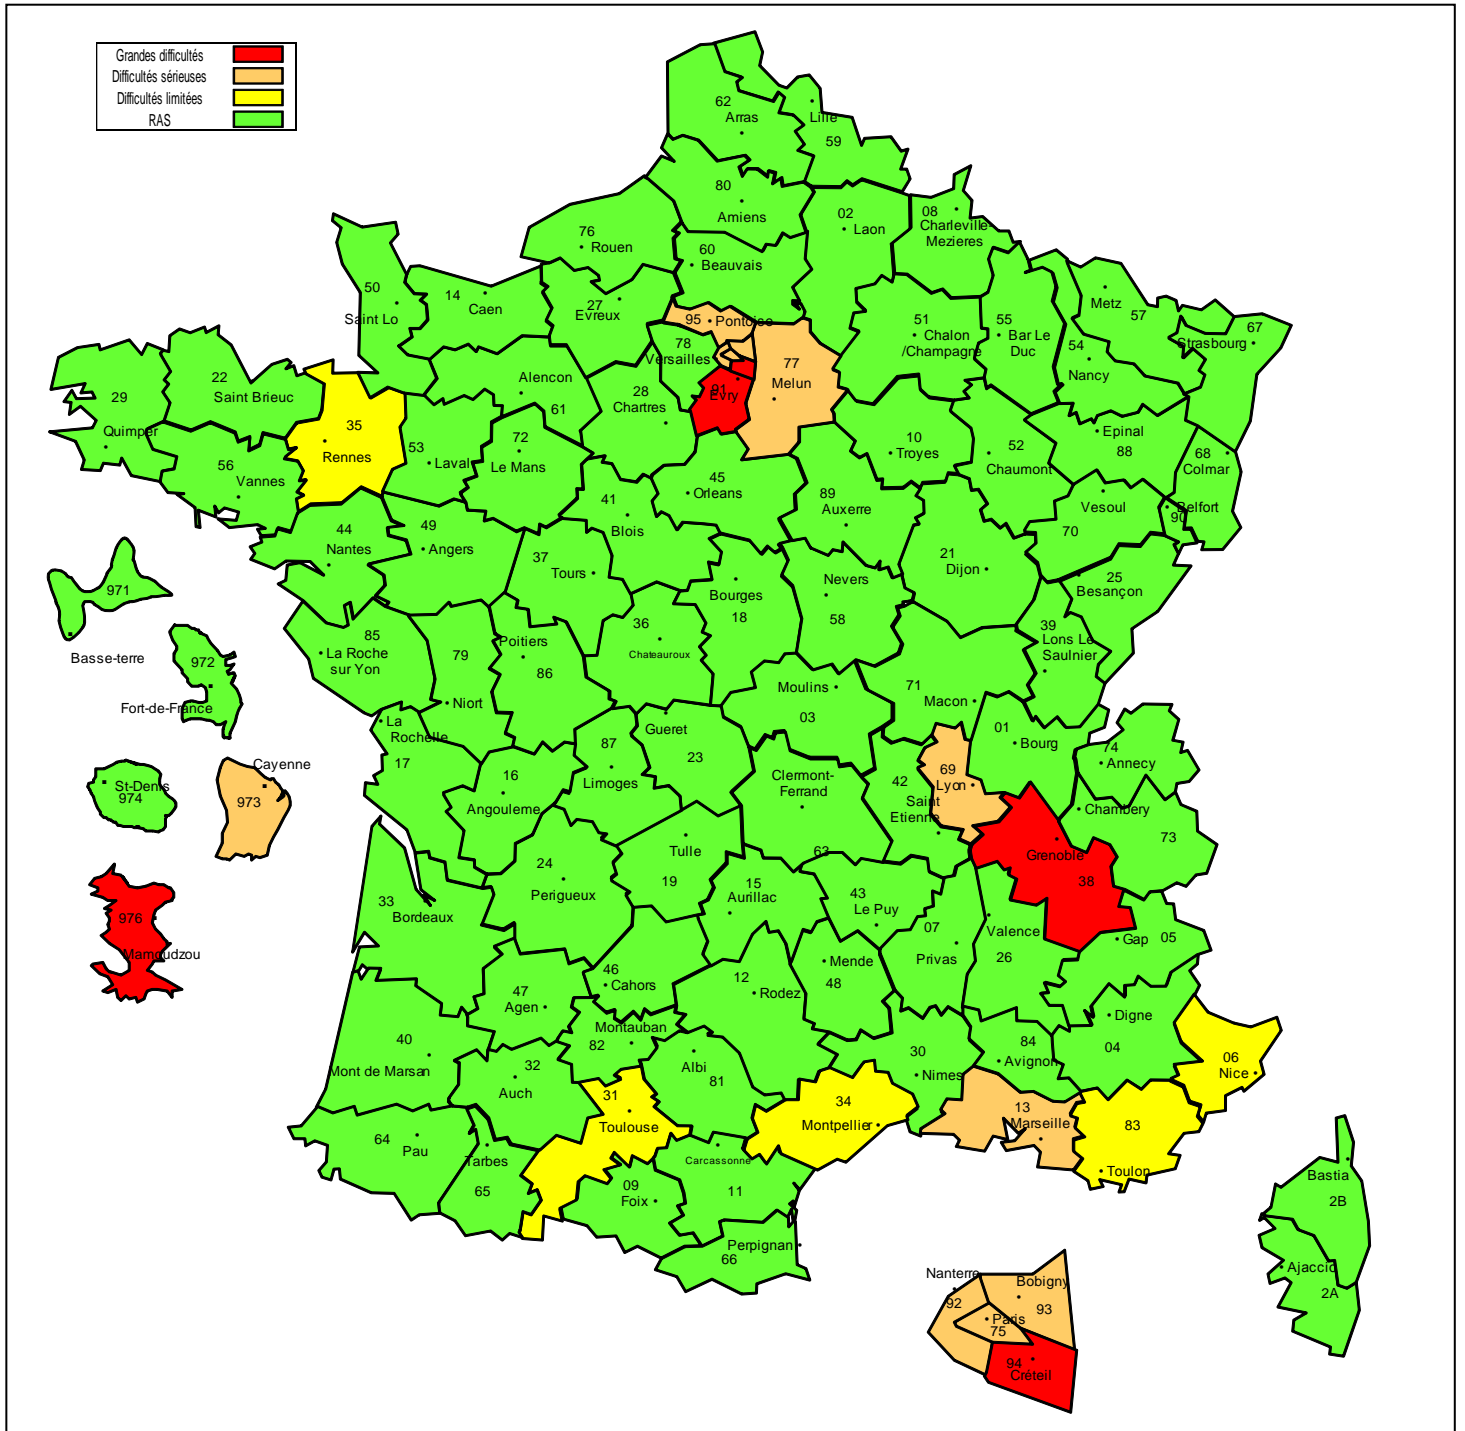 Grandes difficultés
Difficultés sérieuses
Difficultés limitées
RAS
62
Arras
Lille
59
80
Amiens
02
Laon
08
Charleville-
Mezieres
76
Rouen
60
Beauvais
50
Saint Lo
14
Caen
27
Evreux
95
Pontoise
78
Versailles
77
Melun
91
Evry
51
Chalon
/Champagne
55
Bar Le
Duc
Metz
57
54
Nancy
67
Strasbourg
29
Quimper
22
Saint Brieuc
56
Vannes
35
Rennes
53
Laval
Alencon
61
72
Le Mans
28
Chartres
45
Orleans
41
Blois
89
Auxerre
10
Troyes
52
Chaumont
Epinal
88
68
Colmar
Vesoul
70
Belfort
90
44
Nantes
49
Angers
37
Tours
36
Chateauroux
Bourges
18
Nevers
58
21
Dijon
25
Besançon
39
Lons Le
Saulnier
971
Basse-terre
972
Fort-de-France
St-Denis
974
Cayenne
973
976
Mamoudzou
85
La Roche
sur Yon
79
Niort
Poitiers
86
La
Rochelle
17
16
Angouleme
87
Limoges
Gueret
23
Moulins
03
71
Macon
01
Bourg
74
Annecy
69
Lyon
42
Saint
Etienne
Clermont-
Ferrand
63
Chambery
73
Grenoble
38
33
Bordeaux
24
Perigueux
Tulle
19
15
Aurillac
43
Le Puy
07
Privas
Valence
26
Gap
05
46
Cahors
12
Rodez
Mende
48
47
Agen
Montauban
82
40
Mont de Marsan
32
Auch
Albi
81
30
Nimes
84
Avignon
Digne
04
06
Nice
31
Toulouse
34
Montpellier
13
Marseille
83
Toulon
64
Pau
Tarbes
65
09
Foix
Carcassonne
11
Perpignan
66
Bastia
2B
Ajaccio
2A
Nanterre
92
Bobigny
93
Paris
75
94
Créteil